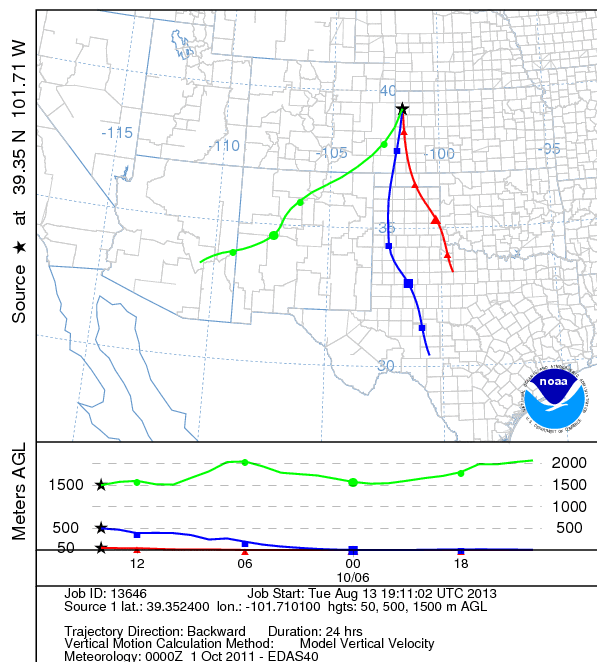 Source ★ at 39.35 N 101.71 W
40
-115
-110
-105
-100
-95
35
30
noaa
Meters AGL
1500
500
50
2000
1500
1000
500
12
06
00
18
10/06
Job ID: 13646 Job Start: Tue Aug 13 19:11:02 UTC 2013
Source 1 lat.: 39.352400 lon.: -101.710100 hgts: 50, 500, 1500 m AGL
Trajectory Direction: Backward Duration: 24 hrs
Vertical Motion Calculation Method: Model Vertical Velocity
Meteorology: 0000Z 1 Oct 2011 - EDAS40